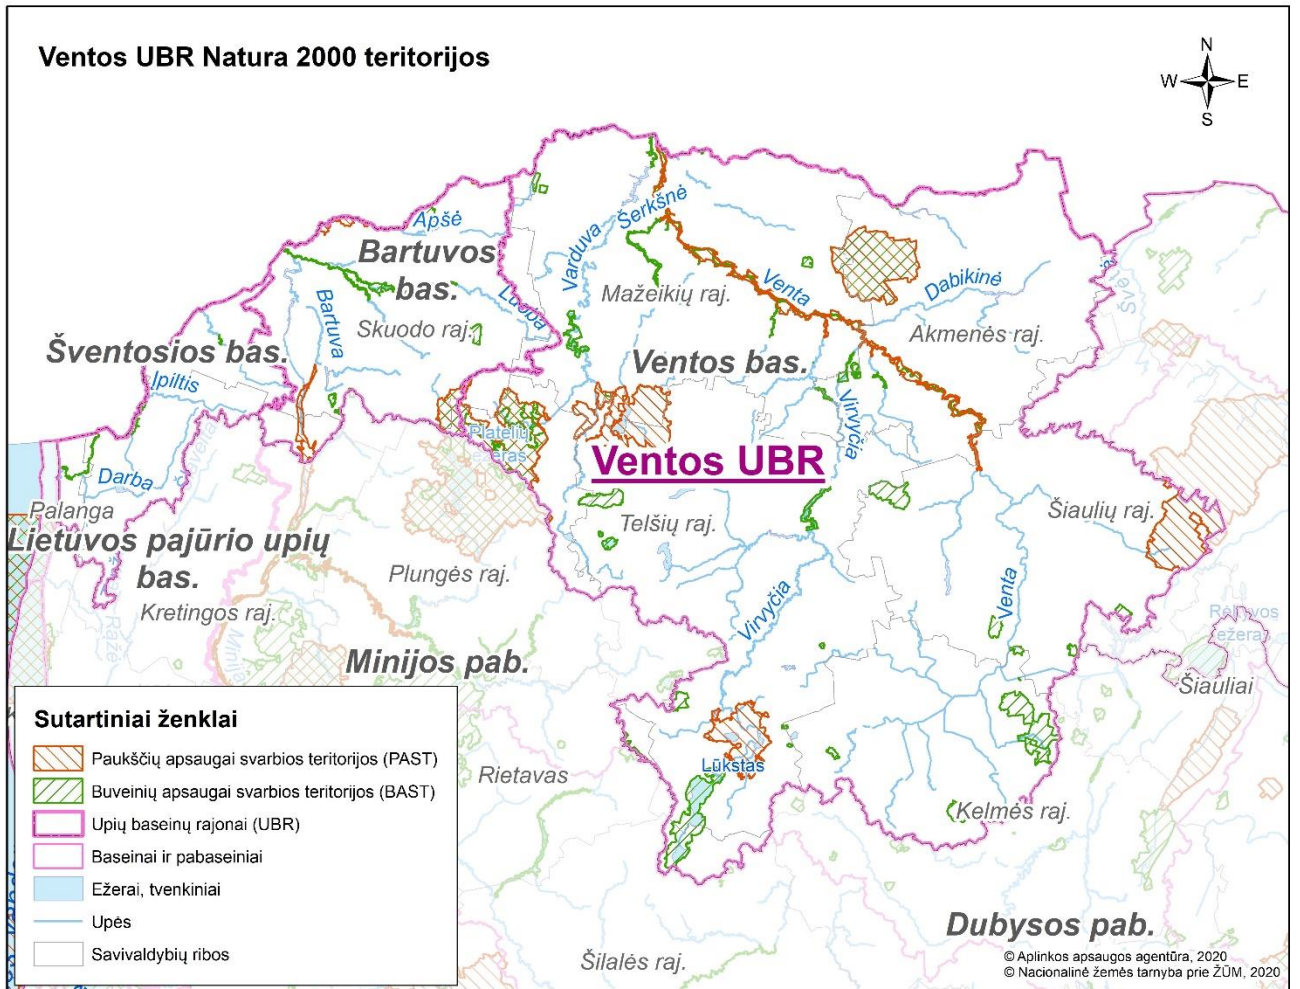 Ventos UBR Natura 2000 teritorijos
N
W E
S
Apšė
Šerkšnė
Varduva
Bartuvos
bas.
Luoba
Mažeikių raj.
Venta
Dabikinė
Bartuva
Skuodo raj.
Akmenės raj.
Šventosios bas.
Ventos bas.
Ipiltis
Virvyčia
Platelių
ežeras
Ventos UBR
Darba
Palanga
Telšių raj.
Šiaulių raj.
Lietuvos pajūrio upių
bas.
Plungės raj.
Kretingos raj.
Virvyčia
Venta
Rėkyvos
ežeras
Minija
Minijos pab.
Šiauliai
Rietavas
Lūkstas
Kelmės raj.
Dubysos pab.
Šilalės raj.
Sutartiniai ženklai
Paukščių apsaugai svarbios teritorijos (PAST)
Buveinių apsaugai svarbios teritorijos (BAST)
Upių baseinų rajonai (UBR)
Baseinai ir pabaseiniai
Ežerai, tvenkiniai
Upės
Savivaldybių ribos
© Aplinkos apsaugos agentūra, 2020
© Nacionalinė žemės tarnyba prie ŽŪM, 2020